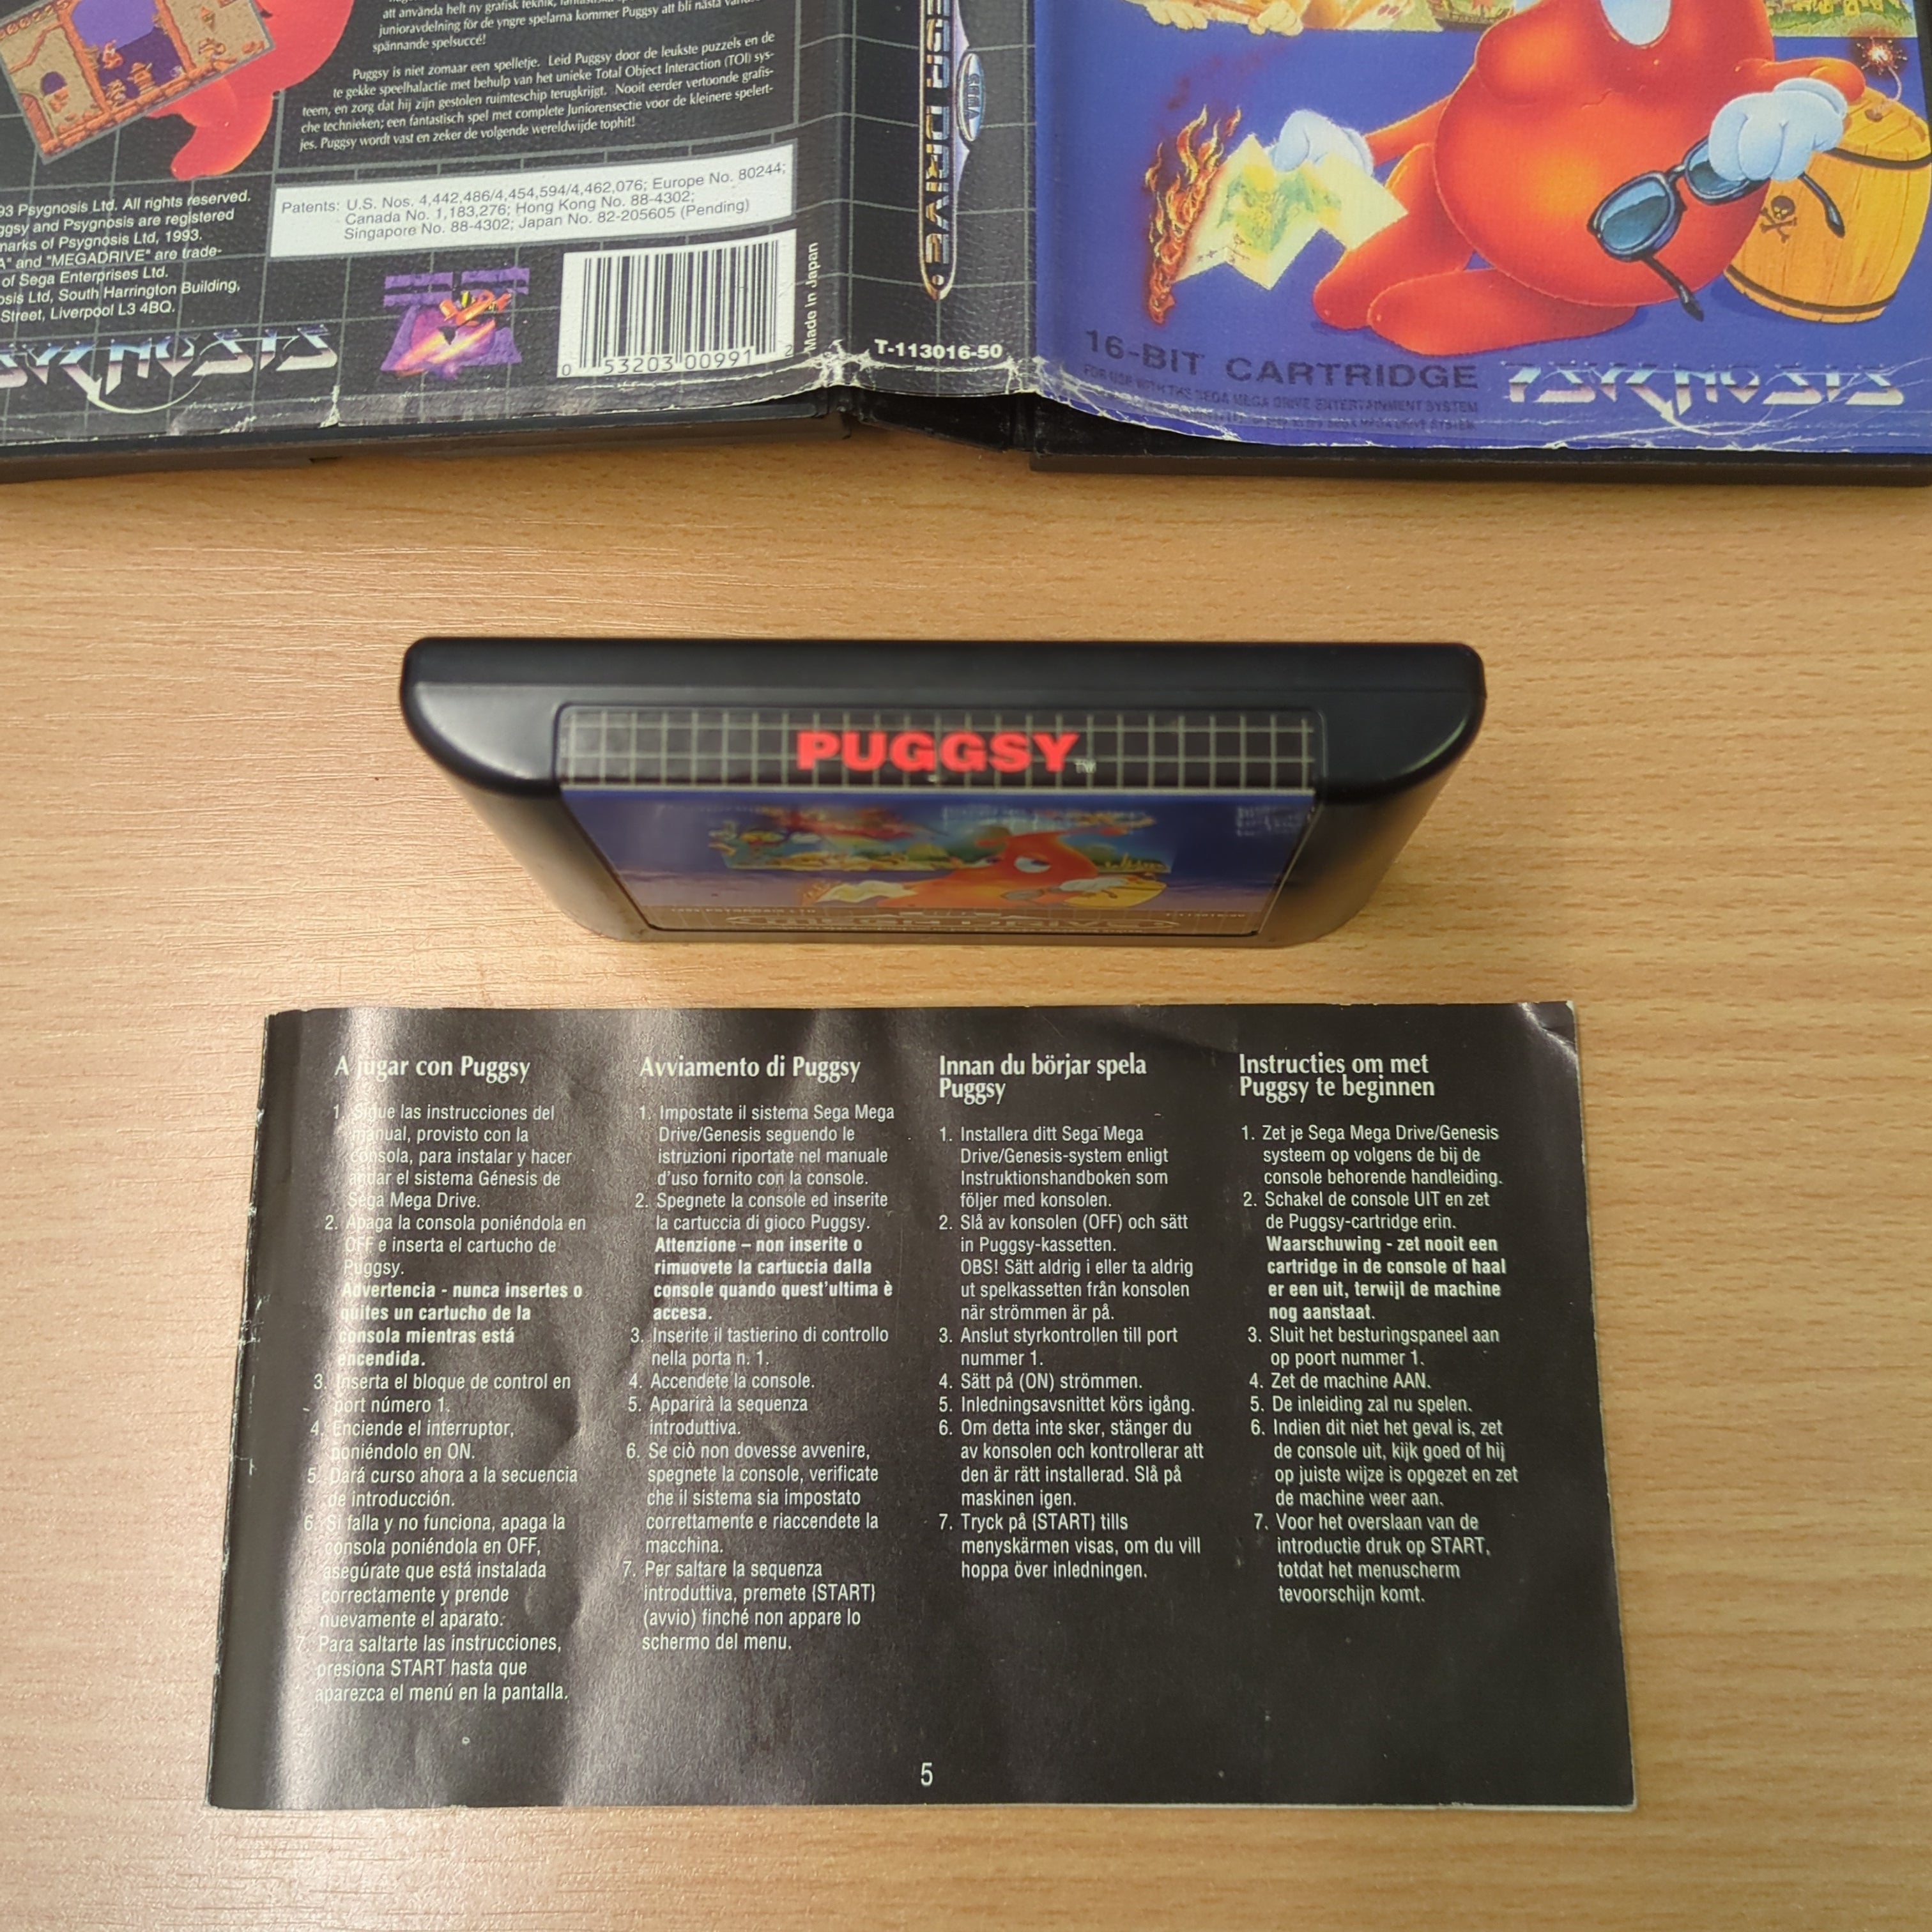 att använda helt ny grafisk teknik,
junioravdelning för de yngre spelarna kommer Puggsy att bli nästa
spännande spelsuccé!
Puggsy is niet zomaar een spelletje. Leid Puggsy door de leukste puzzels en de
te gekke speelhalactie met behulp van het unieke Total Object Interaction (TOI) sys-
teem, en zorg dat hij zijn gestolen ruimteschip terugkrijgt. Nooit eerder vertoonde grafis-
che technieken; een fantastisch spel met complete Juniorensectie voor de kleinere spelert-
jes. Puggsy wordt vast en zeker de volgende wereldwijde tophit!
93 Psygnosis Ltd. All rights reserved.
ggsy and Psygnosis are registered
marks of Psygnosis Ltd, 1993.
A" and "MEGADRIVE" are trade-
of Sega Enterprises Ltd.
osis Ltd, South Harrington Building,
Street, Liverpool L3 4BQ.
Patents: U.S. Nos. 4,442,486/4,454,594/4,462,076; Europe No. 80244;
Canada No. 1,183,276; Hong Kong No. 88-4302;
Singapore No. 88-4302; Japan No. 82-205605 (Pending)
PSYGNOSIS
0 53203 00991 2
Made in Japan
MEGA DRIVE
SEGA
T-113016-50
16-BIT CARTRIDGE
FOR USE WITH THE SEGA MEGA DRIVE ENTERTAINMENT SYSTEM
PSYGNOSIS
PUGGSY TM
A jugar con Puggsy
1. Sigue las instrucciones del
manual, provisto con la
consola, para instalar y hacer
andar el sistema Génesis de
Sega Mega Drive.
2. Apaga la consola poniéndola en
OFF e inserta el cartucho de
Puggsy.
Advertencia - nunca insertes o
quites un cartucho de la
consola mientras está
encendida.
3. Inserta el bloque de control en
port número 1.
4. Enciende el interruptor,
poniéndolo en ON.
5. Dará curso ahora a la secuencia
de introducción.
6. Si falla y no funciona, apaga la
consola poniéndola en OFF,
asegúrate que está instalada
correctamente y prende
nuevamente el aparato.
7. Para saltarte las instrucciones,
presiona START hasta que
aparezca el menú en la pantalla.
Avviamento di Puggsy
1. Impostate il sistema Sega Mega
Drive/Genesis seguendo le
istruzioni riportate nel manuale
d'uso fornito con la console.
2. Spegnete la console ed inserite
la cartuccia di gioco Puggsy.
Attenzione – non inserite o
rimuovete la cartuccia dalla
console quando quest'ultima è
accesa.
3. Inserite il tastierino di controllo
nella porta n. 1.
4. Accendete la console.
5. Apparirà la sequenza
introduttiva.
6. Se ciò non dovesse avvenire,
spegnete la console, verificate
che il sistema sia impostato
correttamente e riaccendete la
macchina.
7. Per saltare la sequenza
introduttiva, premete {START}
(avvio) finché non appare lo
schermo del menu.
Innan du börjar spela
Puggsy
1. Installera ditt Sega Mega
Drive/Genesis-system enligt
Instruktionshandboken som
följer med konsolen.
2. Slå av konsolen (OFF) och sätt
in Puggsy-kassetten.
OBS! Sätt aldrig i eller ta aldrig
ut spelkassetten från konsolen
när strömmen är på.
3. Anslut styrkontrollen till port
nummer 1.
4. Sätt på (ON) strömmen.
5. Inledningsavsnittet körs igång.
6. Om detta inte sker, stänger du
av konsolen och kontrollerar att
den är rätt installerad. Slå på
maskinen igen.
7. Tryck på {START} tills
menyskärmen visas, om du vill
hoppa över inledningen.
Instructies om met
Puggsy te beginnen
1. Zet je Sega Mega Drive/Genesis
systeem op volgens de bij de
console behorende handleiding.
2. Schakel de console UIT en zet
de Puggsy-cartridge erin.
Waarschuwing - zet nooit een
cartridge in de console of haal
er een uit, terwijl de machine
nog aanstaat.
3. Sluit het besturingspaneel aan
op poort nummer 1.
4. Zet de machine AAN.
5. De inleiding zal nu spelen.
6. Indien dit niet het geval is, zet
de console uit, kijk goed of hij
op juiste wijze is opgezet en zet
de machine weer aan.
7. Voor het overslaan van de
introductie druk op START,
totdat het menuscherm
tevoorschijn komt.
5